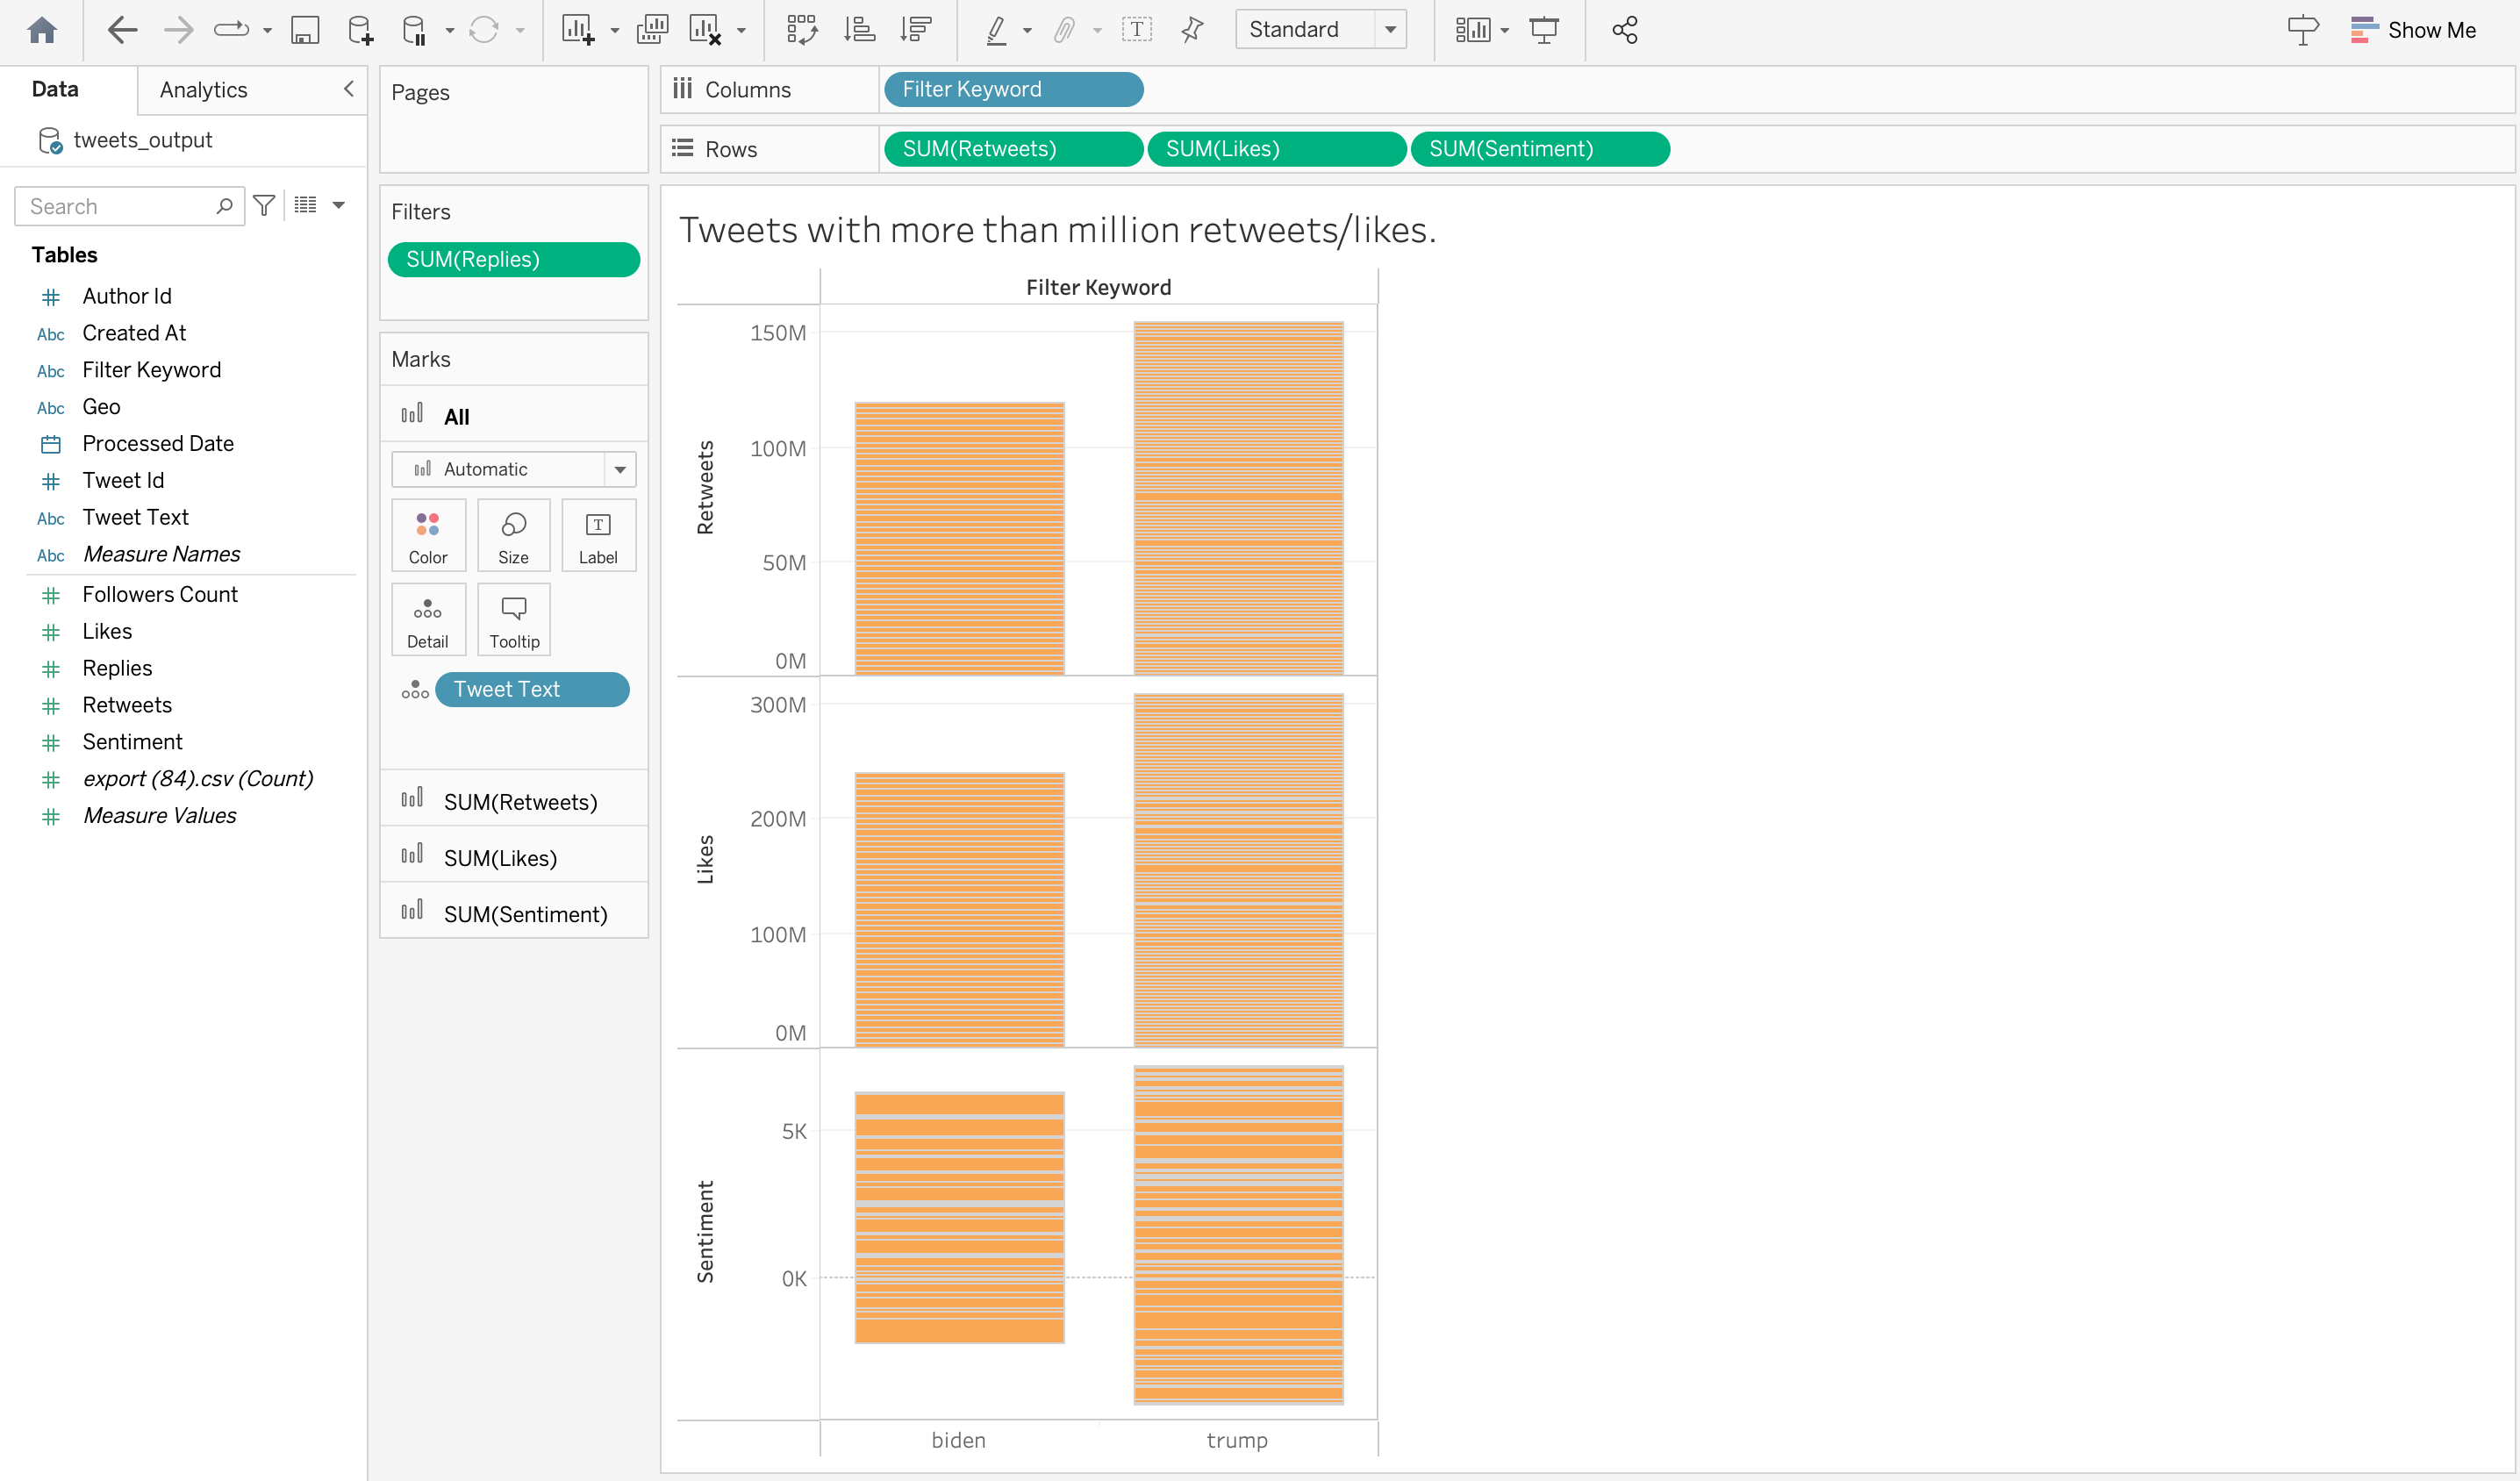 Standard
Show Me
Data
Analytics
tweets_output
Search
Tables
Author Id
Abc Created At
Abc Filter Keyword
Abc Geo
Processed Date
Tweet Id
Abc Tweet Text
Abc Measure Names
Followers Count
Likes
Replies
Retweets
Sentiment
export (84).csv (Count)
Measure Values
Pages
Filters
SUM(Replies)
Marks
All
Automatic
Color
Size
T
Label
Detail
Tooltip
Tweet Text
SUM(Retweets)
SUM(Likes)
SUM(Sentiment)
Columns
Filter Keyword
Rows
SUM(Retweets)
SUM(Likes)
SUM(Sentiment)
Tweets with more than million retweets/likes.
Filter Keyword
Retweets
150M
100M
50M
0M
Likes
300M
200M
100M
0M
Sentiment
5K
0K
biden
trump